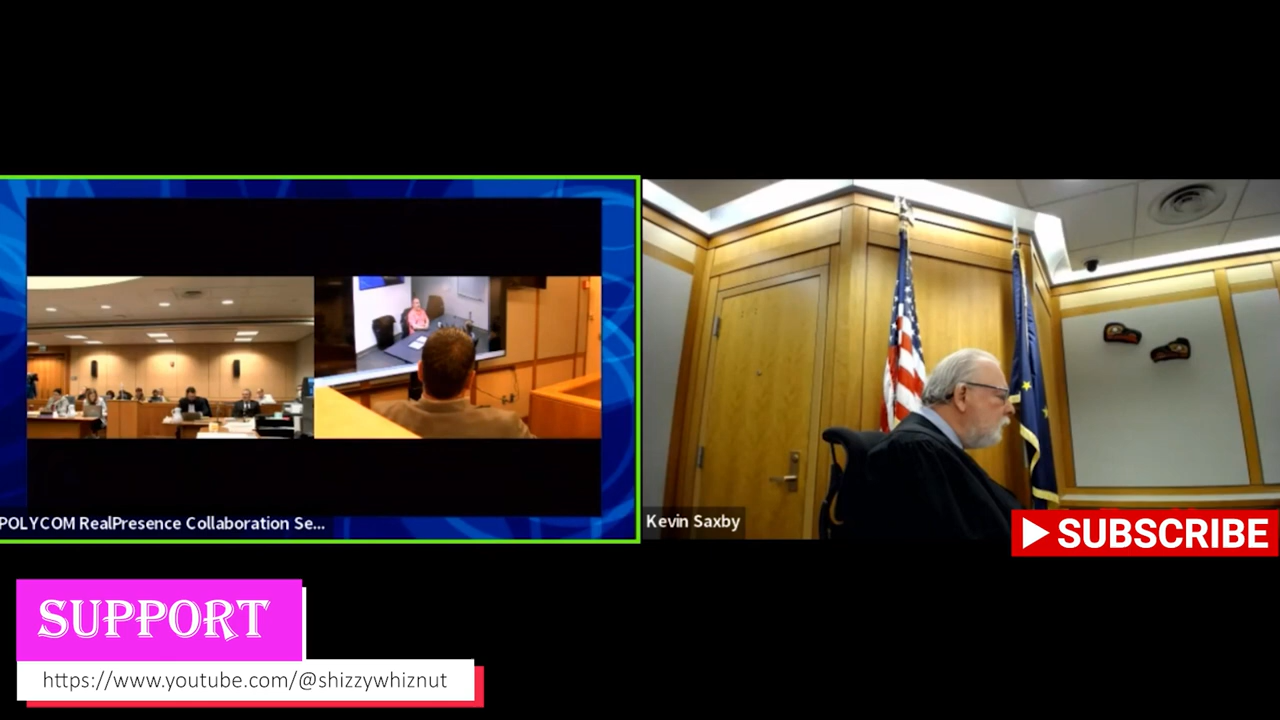 POLYCOM RealPresence Collaboration Se...
Kevin Saxby
SUBSCRIBE
SUPPORT
https://www.youtube.com/@shizzywhiznut